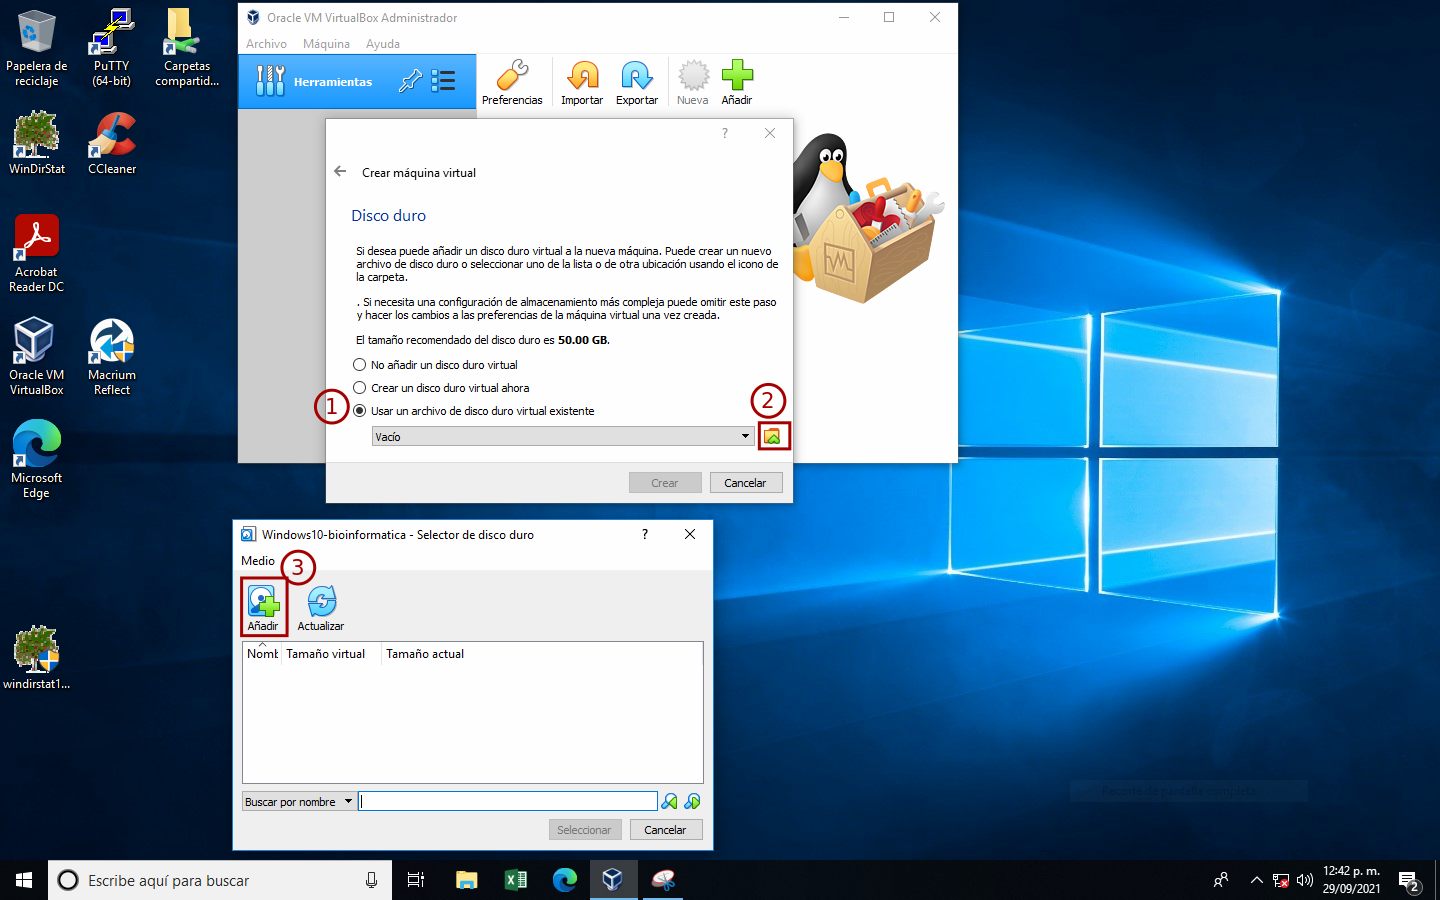 Papelera de
reciclaje
PuTTY
(64-bit)
Carpetas
compartid...
WinDirStat
CCleaner
Acrobat
Reader DC
Oracle VM
VirtualBox
Macrium
Reflect
Microsoft
Edge
windirstat1...
Oracle VM VirtualBox Administrador
Archivo Máquina Ayuda
Herramientas
Preferencias Importar Exportar Nueva Añadir
?
Crear máquina virtual
Disco duro
Si desea puede añadir un disco duro virtual a la nueva máquina. Puede crear un nuevo
archivo de disco duro o seleccionar uno de la lista o de otra ubicación usando el icono de
la carpeta.
. Si necesita una configuración de almacenamiento más compleja puede omitir este paso
y hacer los cambios a las preferencias de la máquina virtual una vez creada.
El tamaño recomendado del disco duro es 50.00 GB.
No añadir un disco duro virtual
Crear un disco duro virtual ahora
1 Usar un archivo de disco duro virtual existente
2
Vacío
Crear Cancelar
Windows10-bioinformatica - Selector de disco duro ?
Medio
3
Añadir Actualizar
Noml Tamaño virtual Tamaño actual
Buscar por nombre
Seleccionar Cancelar
Escribe aquí para buscar
12:42 p. m.
29/09/2021
2